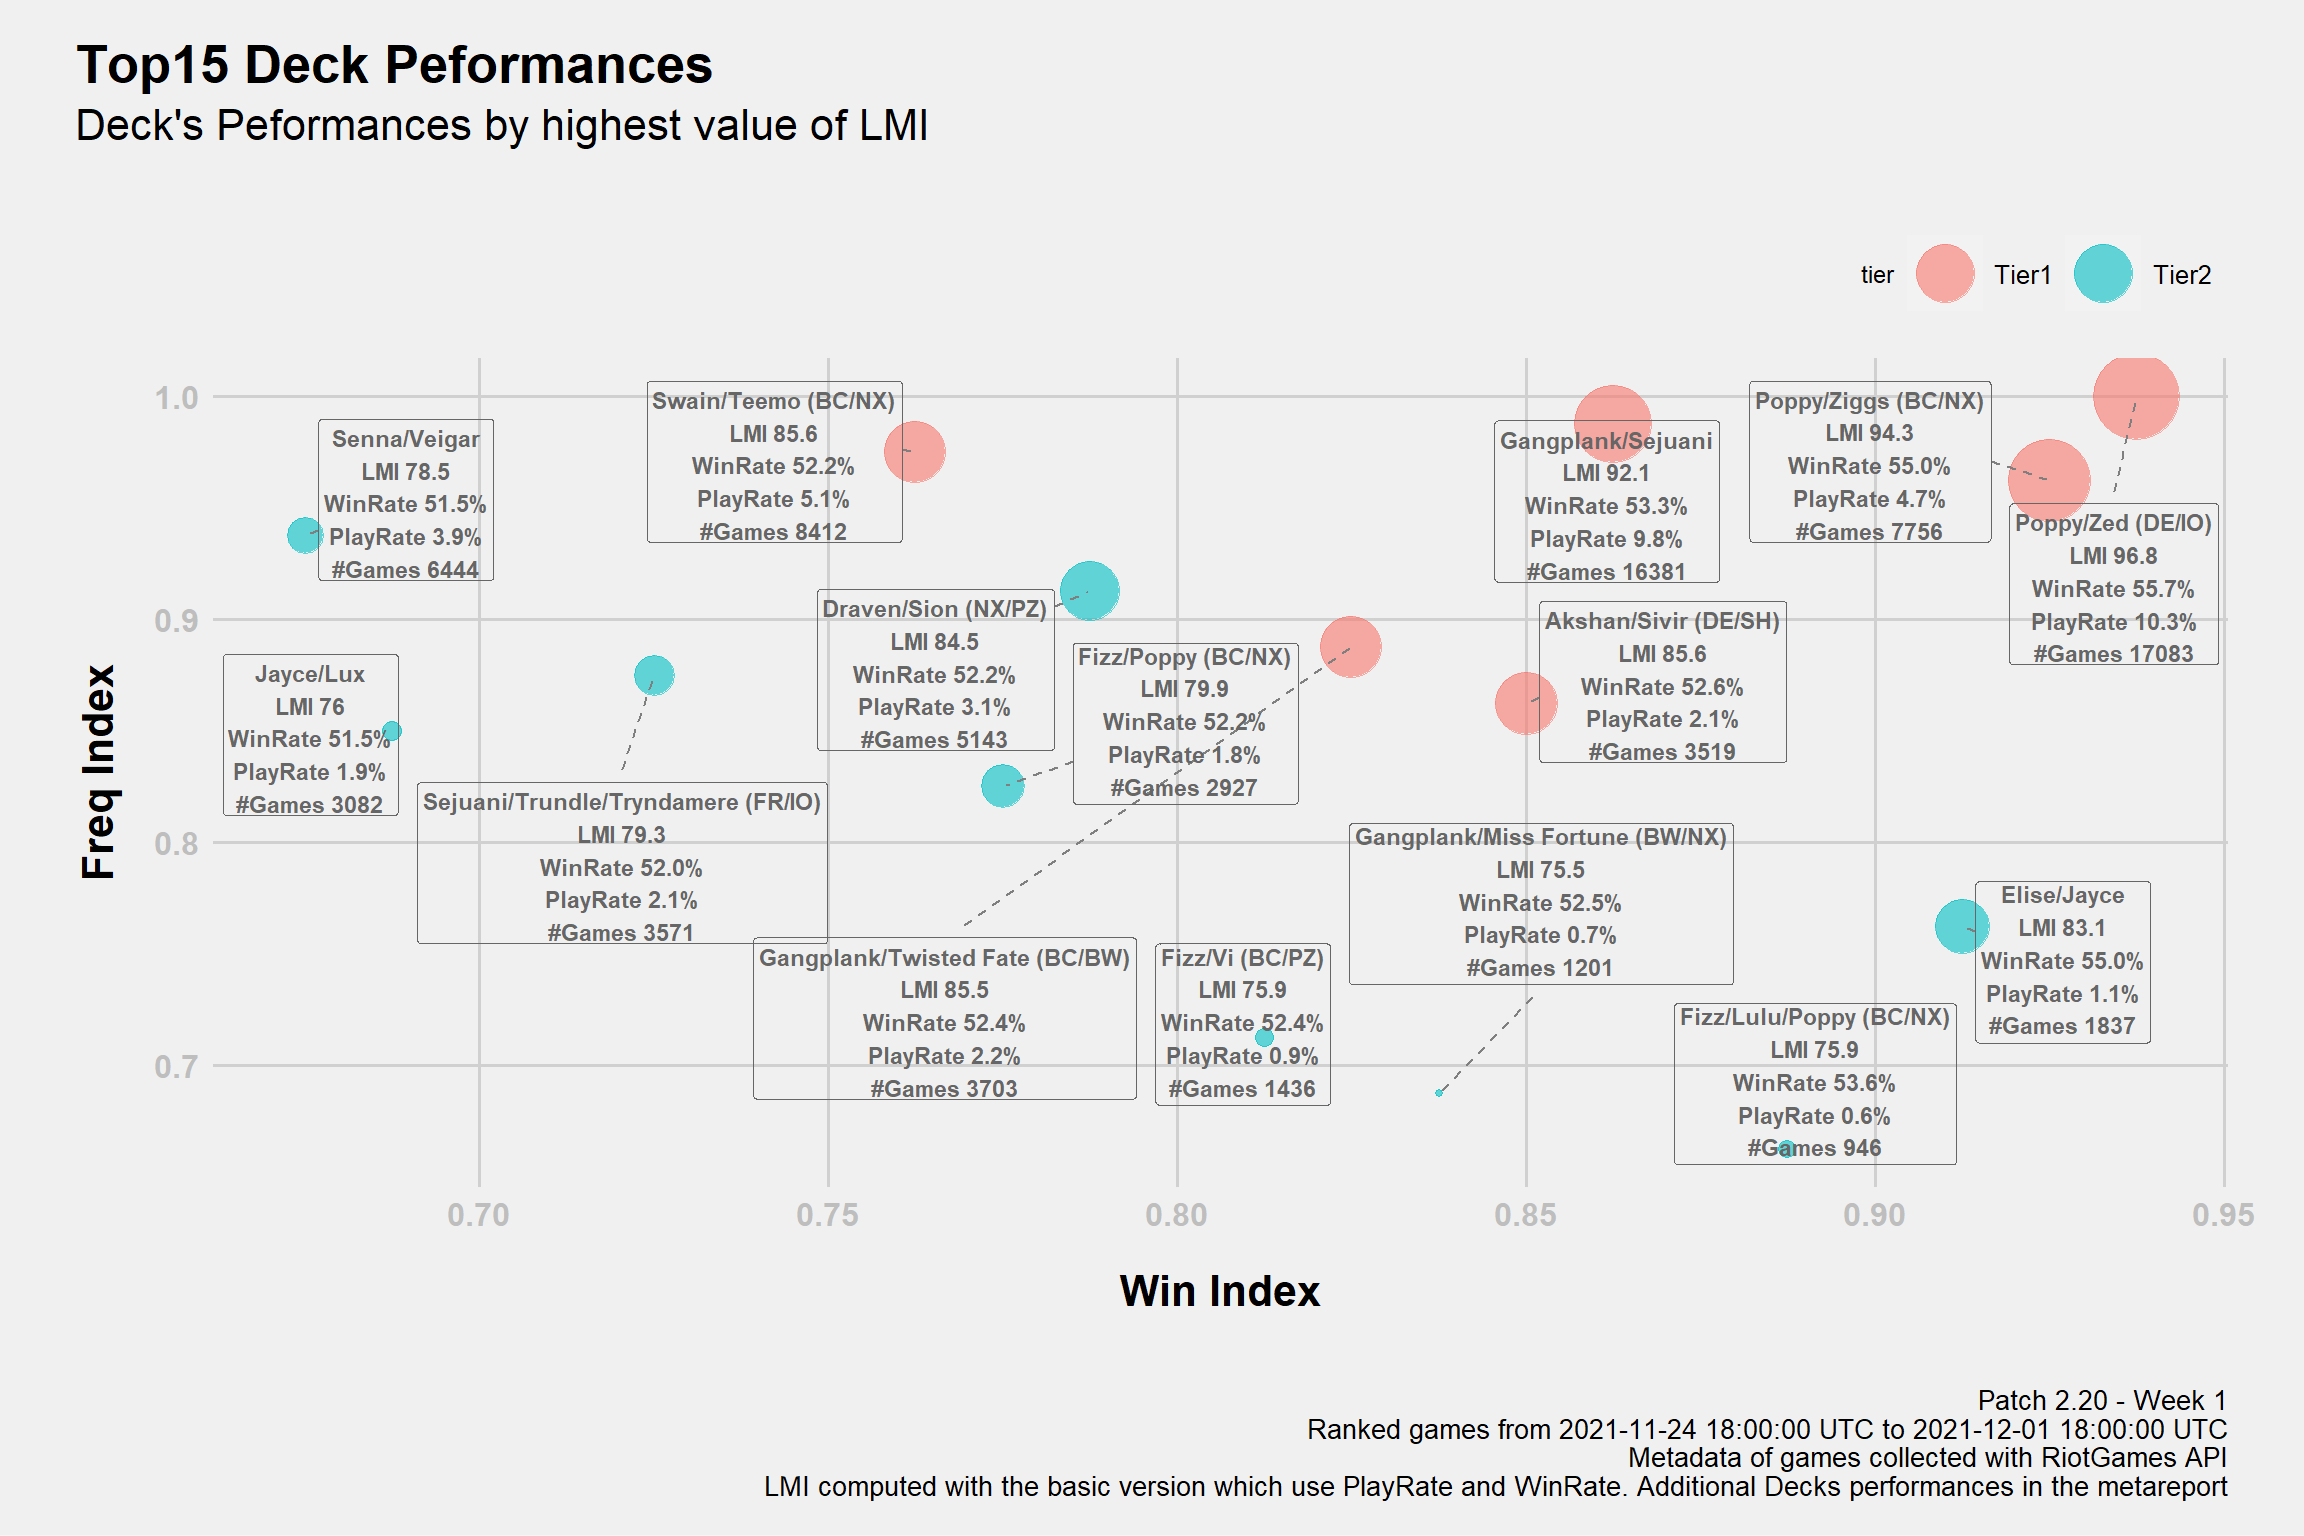 Top15 Deck Peformances
Deck's Peformances by highest value of LMI
tier
Tier1
Tier2
Freq Index
1.0
0.9
0.8
0.7
Swain/Teemo (BC/NX)
LMI 85.6
WinRate 52.2%
PlayRate 5.1%
#Games 8412
Senna/Veigar
LMI 78.5
WinRate 51.5%
PlayRate 3.9%
#Games 6444
Gangplank/Sejuani
LMI 92.1
WinRate 53.3%
PlayRate 9.8%
#Games 16381
Poppy/Ziggs (BC/NX)
LMI 94.3
WinRate 55.0%
PlayRate 4.7%
#Games 7756
Poppy/Zed (DE/IO)
LMI 96.8
WinRate 55.7%
PlayRate 10.3%
#Games 17083
Draven/Sion (NX/PZ)
LMI 84.5
WinRate 52.2%
PlayRate 3.1%
#Games 5143
Fizz/Poppy (BC/NX)
LMI 79.9
WinRate 52.2%
PlayRate 1.8%
#Games 2927
Akshan/Sivir (DE/SH)
LMI 85.6
WinRate 52.6%
PlayRate 2.1%
#Games 3519
Jayce/Lux
LMI 76
WinRate 51.5%
PlayRate 1.9%
#Games 3082
Sejuani/Trundle/Tryndamere (FR/IO)
LMI 79.3
WinRate 52.0%
PlayRate 2.1%
#Games 3571
Gangplank/Miss Fortune (BW/NX)
LMI 75.5
WinRate 52.5%
PlayRate 0.7%
#Games 1201
Elise/Jayce
LMI 83.1
WinRate 55.0%
PlayRate 1.1%
#Games 1837
Gangplank/Twisted Fate (BC/BW)
LMI 85.5
WinRate 52.4%
PlayRate 2.2%
#Games 3703
Fizz/Vi (BC/PZ)
LMI 75.9
WinRate 52.4%
PlayRate 0.9%
#Games 1436
Fizz/Lulu/Poppy (BC/NX)
LMI 75.9
WinRate 53.6%
PlayRate 0.6%
#Games 946
0.70
0.75
0.80
0.85
0.90
0.95
Win Index
Patch 2.20 - Week 1
Ranked games from 2021-11-24 18:00:00 UTC to 2021-12-01 18:00:00 UTC
Metadata of games collected with RiotGames API
LMI computed with the basic version which use PlayRate and WinRate. Additional Decks performances in the metareport